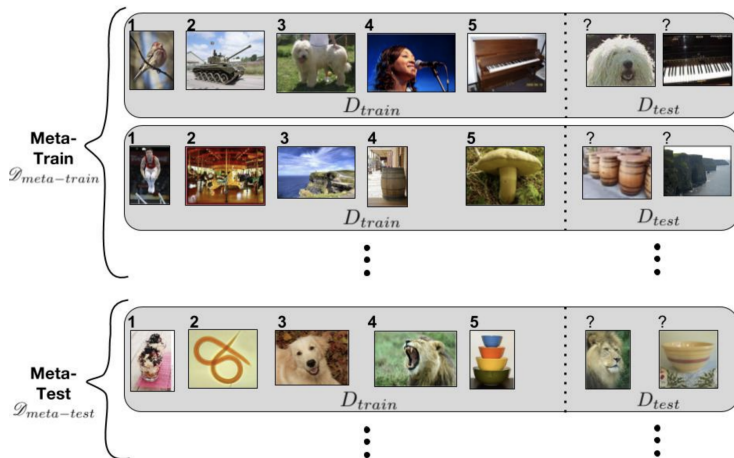 1 2 3 4 5 ? ?
D_train D_test
Meta-
Train
𝒟_meta−train
1 2 3 4 5 ? ?
D_train D_test
1 2 3 4 5 ? ?
Meta-
Test
𝒟_meta−test
D_train D_test